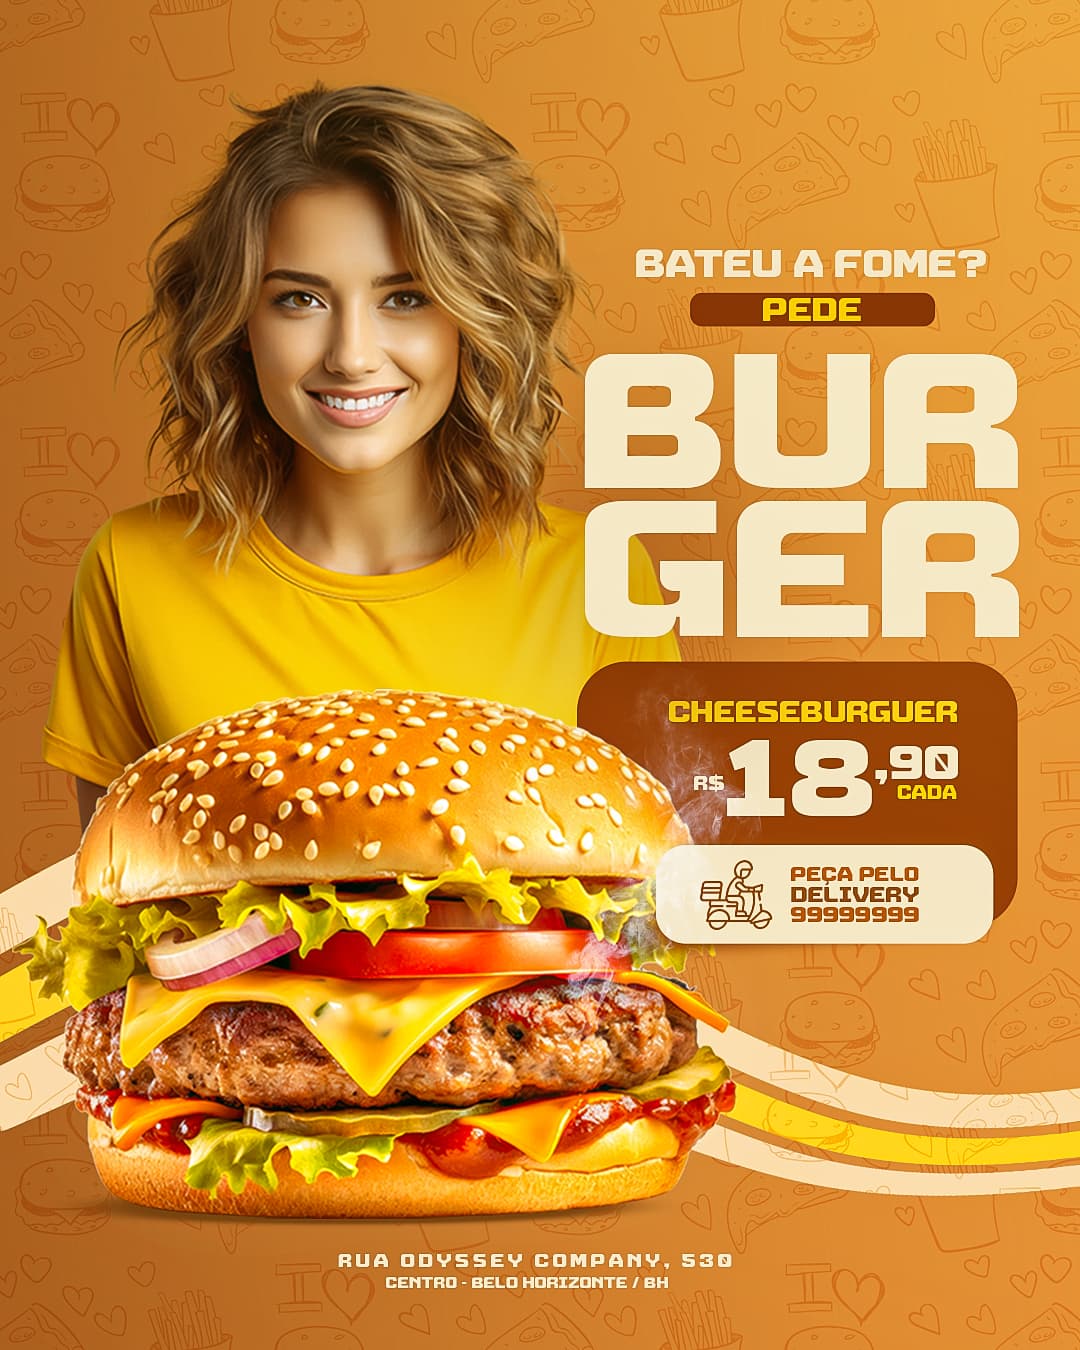 BATEU A FOME?
PEDE
BUR
GER
CHEESEBURGUER
R$18,90
CADA
PEÇA PELO
DELIVERY
99999999
RUA ODYSSEY COMPANY, 530
CENTRO - BELO HORIZONTE / BH
I
I
I
I
I
I
I
I